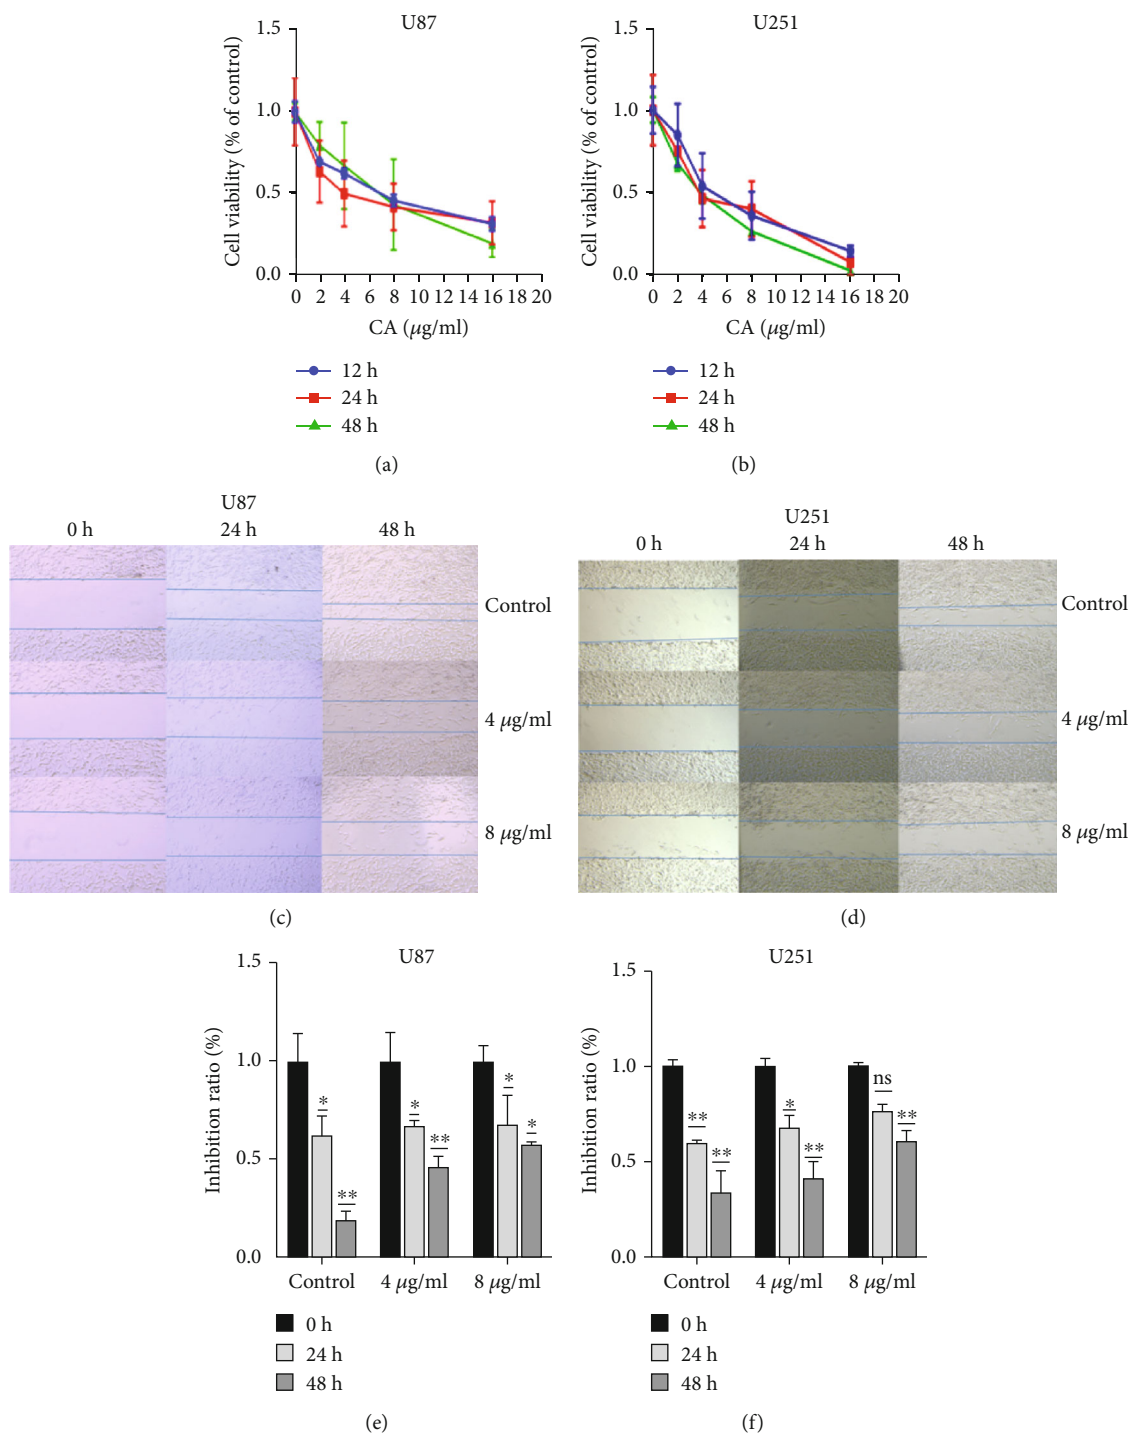 U87
1.5
1.0
0.5
0.0
Cell viability (% of control)
0 2 4 6 8 10 12 14 16 18 20
CA (μg/ml)
12 h
24 h
48 h
(a)
U251
1.5
1.0
0.5
0.0
Cell viability (% of control)
0 2 4 6 8 10 12 14 16 18 20
CA (μg/ml)
12 h
24 h
48 h
(b)
U87
0 h 24 h 48 h
Control
4 μg/ml
8 μg/ml
(c)
U251
0 h 24 h 48 h
Control
4 μg/ml
8 μg/ml
(d)
U87
1.5
1.0
0.5
0.0
Inhibition ratio (%)
* ** * ** * *
Control 4 μg/ml 8 μg/ml
0 h
24 h
48 h
(e)
U251
1.5
1.0
0.5
0.0
Inhibition ratio (%)
** ** * ** ns **
Control 4 μg/ml 8 μg/ml
0 h
24 h
48 h
(f)